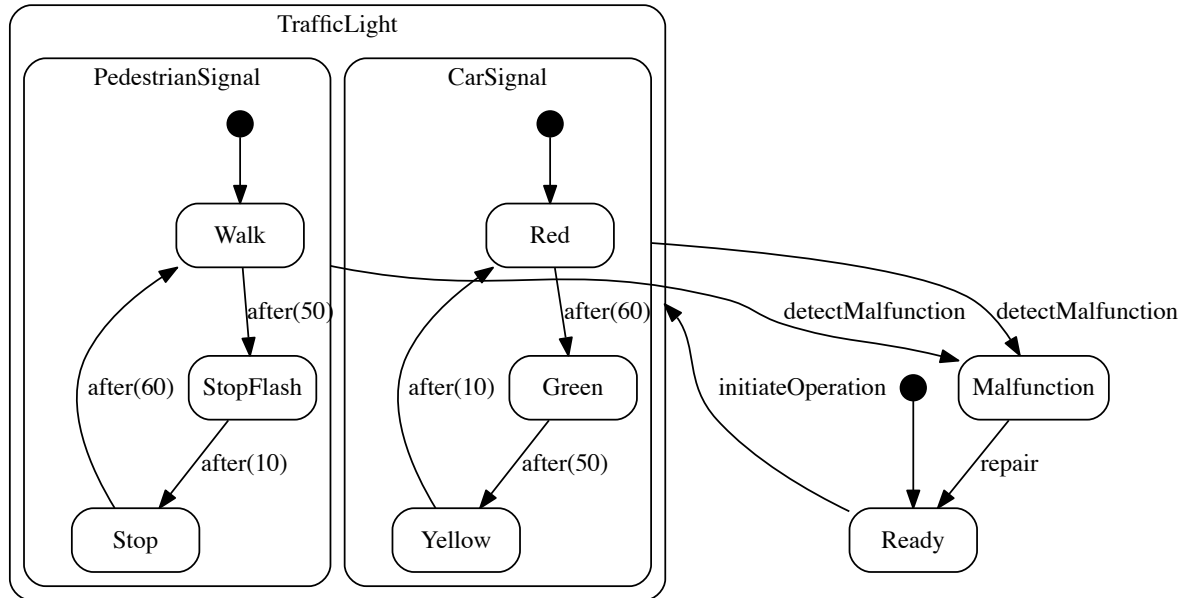 TrafficLight
PedestrianSignal
CarSignal
Walk
Red
after(50)
after(60)
detectMalfunction
detectMalfunction
after(60)
StopFlash
after(10)
Green
initiateOperation
Malfunction
after(10)
after(50)
repair
Stop
Yellow
Ready